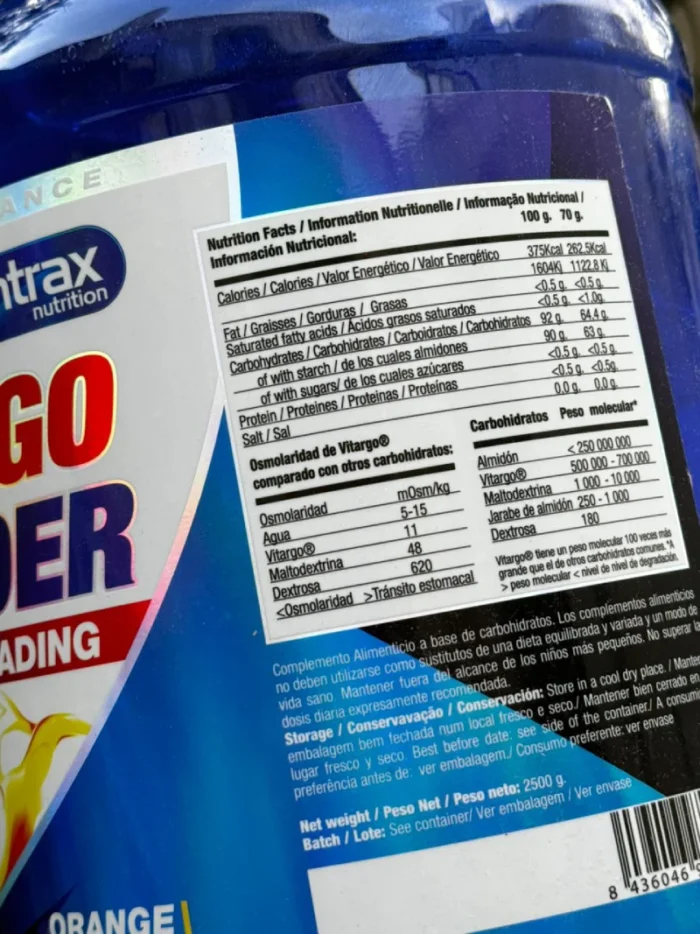 ANCE
ntrax
nutrition
GO
DER
ADING
ORANGE
Nutrition Facts / Information Nutritionelle / Informação Nutricional /
Información Nutricional:
100 g. 70 g.
Calories / Calories / Valor Energético / Valor Energético 375Kcal 262.5Kcal
1604Kj 1122.8 Kj
Fat / Graisses / Gorduras / Grasas <0.5 g. <0.5 g.
Saturated fatty acids / Ácidos grasos saturados <0.5 g. <1.0g.
Carbohydrates / Carbohidrates / Carboidratos / Carbohidratos 92 g. 64.4 g.
of with starch / de los cuales almidones 90 g. 63 g.
of with sugars/ de los cuales azúcares <0.5 g. <0.5 g.
Protein / Proteines / Proteinas / Proteínas <0.5 g. <0.5g.
Salt / Sal 0.0 g. 0.0 g.
Osmolaridad de Vitargo®
comparado con otros carbohidratos:
Osmolaridad mOsm/kg
Agua 5-15
Vitargo® 11
Maltodextrina 48
Dextrosa 620
<Osmolaridad >Tránsito estomacal
Carbohidratos Peso molecular*
Almidón < 250 000 000
Vitargo® 500 000 - 700 000
Maltodextrina 1 000 - 10 000
Jarabe de almidón 250 - 1 000
Dextrosa 180
Vitargo® tiene un peso molecular 100 veces más
grande que el de otros carbohidratos comunes. *A
> peso molecular < nivel de nivel de degradación.
Complemento Alimenticio a base de carbohidratos. Los complementos alimenticios
no deben utilizarse como sustitutos de una dieta equilibrada y variada y un modo de
vida sano. Mantener fuera del alcance de los niños más pequeños. No superar la
dosis diaria expresamente recomendada.
Storage / Conservavação / Conservación: Store in a cool dry place. / Manter
embalagem bem fechada num local fresco e seco./ Mantener bien cerrado en
lugar fresco y seco. Best before date: see side of the container/ A consumir
preferência antes de: ver embalagem./ Consumo preferente: ver envase
Net weight / Peso Net / Peso neto: 2500 g.
Batch / Lote: See container/ Ver embalagem / Ver envase
8 436046 9